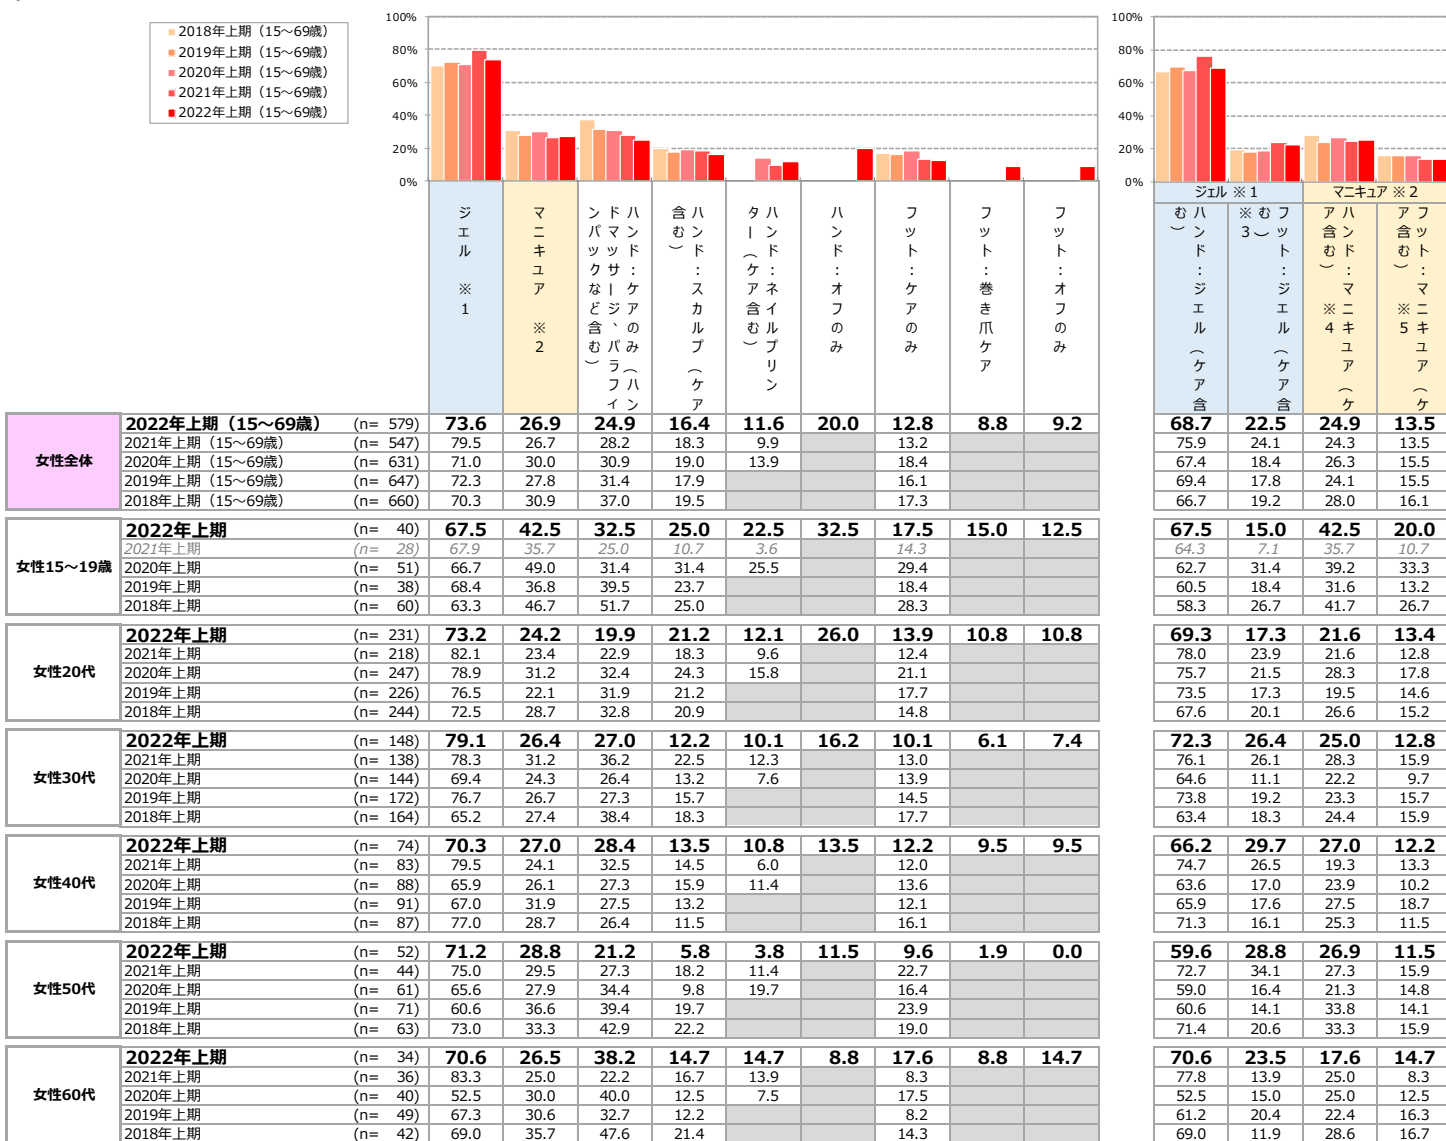 2018年上期（15～69歳）
2019年上期（15～69歳）
2020年上期（15～69歳）
2021年上期（15～69歳）
2022年上期（15～69歳）
100%
80%
60%
40%
20%
0%
100%
80%
60%
40%
20%
0%
ジェル ※1
マニキュア ※2
ジェル ※1
マニキュア ※2
ハンド：ケアのみ（ハンドマッサージ、パラフィンパックなど含む）
ハンド：スカルプ（ケア含む）
ハンド：ネイルプリンター（ケア含む）
ハンド：オフのみ
フット：ケアのみ
フット：巻き爪ケア
フット：オフのみ
ハンド：ジェル（ケア含む）
フット：ジェル（ケア含む）※3
ハンド：マニキュア（ケア含む） ※4
フット：マニキュア（ケア含む） ※5
女性全体
2022年上期（15～69歳） (n= 579) 73.6 26.9 24.9 16.4 11.6 20.0 12.8 8.8 9.2 68.7 22.5 24.9 13.5
2021年上期（15～69歳） (n= 547) 79.5 26.7 28.2 18.3 9.9 13.2 75.9 24.1 24.3 13.5
2020年上期（15～69歳） (n= 631) 71.0 30.0 30.9 19.0 13.9 18.4 67.4 18.4 26.3 15.5
2019年上期（15～69歳） (n= 647) 72.3 27.8 31.4 17.9 16.1 69.4 17.8 24.1 15.5
2018年上期（15～69歳） (n= 660) 70.3 30.9 37.0 19.5 17.3 66.7 19.2 28.0 16.1
女性15～19歳
2022年上期 (n= 40) 67.5 42.5 32.5 25.0 22.5 32.5 17.5 15.0 12.5 67.5 15.0 42.5 20.0
2021年上期 (n= 28) 67.9 35.7 25.0 10.7 3.6 14.3 64.3 7.1 35.7 10.7
2020年上期 (n= 51) 66.7 49.0 31.4 31.4 25.5 29.4 62.7 31.4 39.2 33.3
2019年上期 (n= 38) 68.4 36.8 39.5 23.7 18.4 60.5 18.4 31.6 13.2
2018年上期 (n= 60) 63.3 46.7 51.7 25.0 28.3 58.3 26.7 41.7 26.7
女性20代
2022年上期 (n= 231) 73.2 24.2 19.9 21.2 12.1 26.0 13.9 10.8 10.8 69.3 17.3 21.6 13.4
2021年上期 (n= 218) 82.1 23.4 22.9 18.3 9.6 12.4 78.0 23.9 21.6 12.8
2020年上期 (n= 247) 78.9 31.2 32.4 24.3 15.8 21.1 75.7 21.5 28.3 17.8
2019年上期 (n= 226) 76.5 22.1 31.9 21.2 17.7 73.5 17.3 19.5 14.6
2018年上期 (n= 244) 72.5 28.7 32.8 20.9 14.8 67.6 20.1 26.6 15.2
女性30代
2022年上期 (n= 148) 79.1 26.4 27.0 12.2 10.1 16.2 10.1 6.1 7.4 72.3 26.4 25.0 12.8
2021年上期 (n= 138) 78.3 31.2 36.2 22.5 12.3 13.0 76.1 26.1 28.3 15.9
2020年上期 (n= 144) 69.4 24.3 26.4 13.2 7.6 13.9 64.6 11.1 22.2 9.7
2019年上期 (n= 172) 76.7 26.7 27.3 15.7 14.5 73.8 19.2 23.3 15.7
2018年上期 (n= 164) 65.2 27.4 38.4 18.3 17.7 63.4 18.3 24.4 15.9
女性40代
2022年上期 (n= 74) 70.3 27.0 28.4 13.5 10.8 13.5 12.2 9.5 9.5 66.2 29.7 27.0 12.2
2021年上期 (n= 83) 79.5 24.1 32.5 14.5 6.0 12.0 74.7 26.5 19.3 13.3
2020年上期 (n= 88) 65.9 26.1 27.3 15.9 11.4 13.6 63.6 17.0 23.9 10.2
2019年上期 (n= 91) 67.0 31.9 27.5 13.2 12.1 65.9 17.6 27.5 18.7
2018年上期 (n= 87) 77.0 28.7 26.4 11.5 16.1 71.3 16.1 25.3 11.5
女性50代
2022年上期 (n= 52) 71.2 28.8 21.2 5.8 3.8 11.5 9.6 1.9 0.0 59.6 28.8 26.9 11.5
2021年上期 (n= 44) 75.0 29.5 27.3 18.2 11.4 22.7 72.7 34.1 27.3 15.9
2020年上期 (n= 61) 65.6 27.9 34.4 9.8 19.7 16.4 59.0 16.4 21.3 14.8
2019年上期 (n= 71) 60.6 36.6 39.4 19.7 23.9 60.6 14.1 33.8 14.1
2018年上期 (n= 63) 73.0 33.3 42.9 22.2 19.0 71.4 20.6 33.3 15.9
女性60代
2022年上期 (n= 34) 70.6 26.5 38.2 14.7 14.7 8.8 17.6 8.8 14.7 70.6 23.5 17.6 14.7
2021年上期 (n= 36) 83.3 25.0 22.2 16.7 13.9 8.3 77.8 13.9 25.0 8.3
2020年上期 (n= 40) 52.5 30.0 40.0 12.5 7.5 17.5 52.5 15.0 25.0 12.5
2019年上期 (n= 49) 67.3 30.6 32.7 12.2 8.2 61.2 20.4 22.4 16.3
2018年上期 (n= 42) 69.0 35.7 47.6 21.4 14.3 69.0 11.9 28.6 16.7